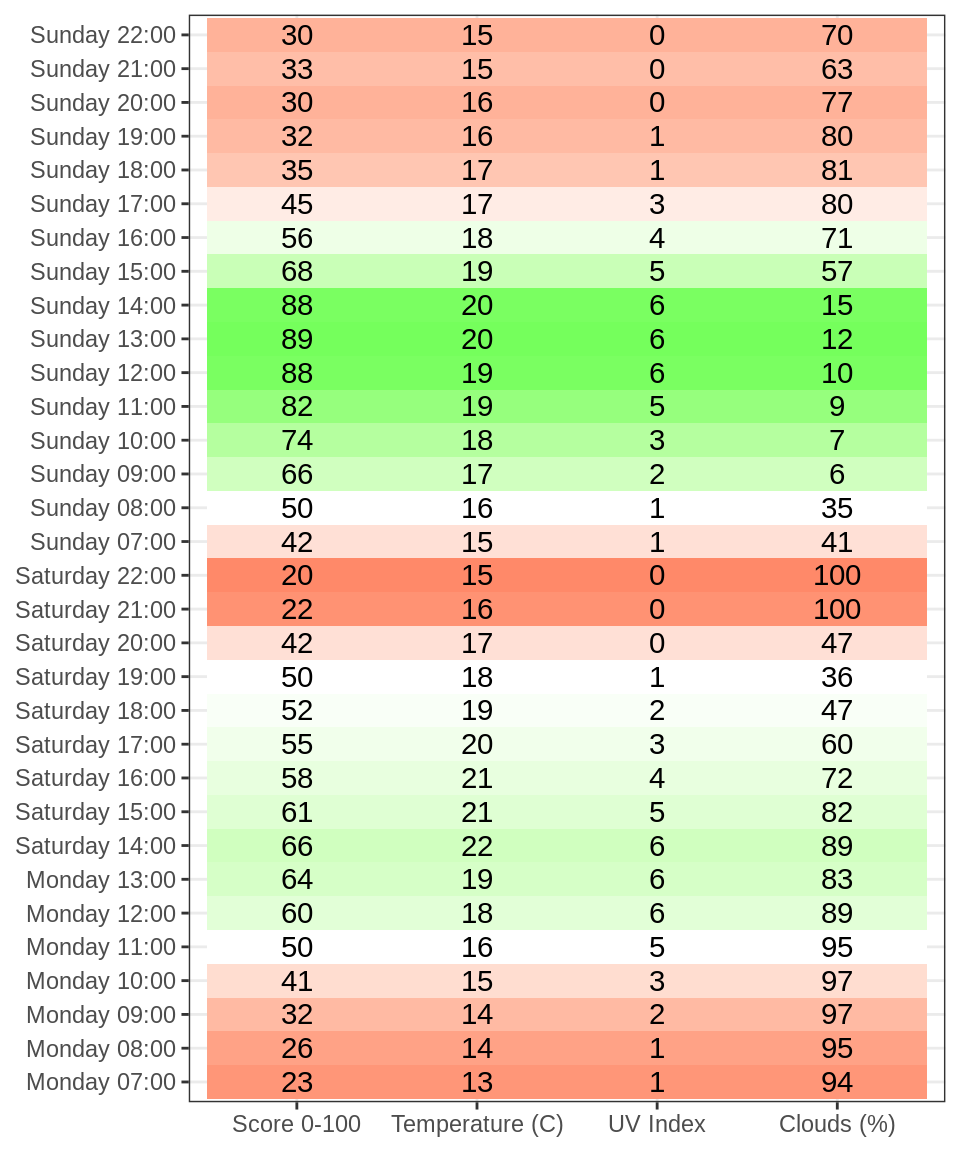 Sunday 22:00 30 15 0 70
Sunday 21:00 33 15 0 63
Sunday 20:00 30 16 0 77
Sunday 19:00 32 16 1 80
Sunday 18:00 35 17 1 81
Sunday 17:00 45 17 3 80
Sunday 16:00 56 18 4 71
Sunday 15:00 68 19 5 57
Sunday 14:00 88 20 6 15
Sunday 13:00 89 20 6 12
Sunday 12:00 88 19 6 10
Sunday 11:00 82 19 5 9
Sunday 10:00 74 18 3 7
Sunday 09:00 66 17 2 6
Sunday 08:00 50 16 1 35
Sunday 07:00 42 15 1 41
Saturday 22:00 20 15 0 100
Saturday 21:00 22 16 0 100
Saturday 20:00 42 17 0 47
Saturday 19:00 50 18 1 36
Saturday 18:00 52 19 2 47
Saturday 17:00 55 20 3 60
Saturday 16:00 58 21 4 72
Saturday 15:00 61 21 5 82
Saturday 14:00 66 22 6 89
Monday 13:00 64 19 6 83
Monday 12:00 60 18 6 89
Monday 11:00 50 16 5 95
Monday 10:00 41 15 3 97
Monday 09:00 32 14 2 97
Monday 08:00 26 14 1 95
Monday 07:00 23 13 1 94
Score 0-100 Temperature (C) UV Index Clouds (%)